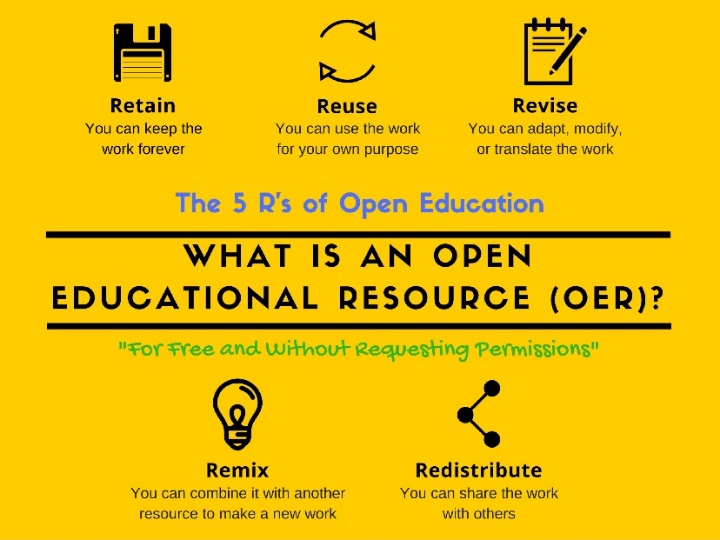 Retain
You can keep the
work forever
Reuse
You can use the work
for your own purpose
Revise
You can adapt, modify,
or translate the work
The 5 R's of Open Education
WHAT IS AN OPEN
EDUCATIONAL RESOURCE (OER)?
"For Free and Without Requesting Permissions"
Remix
You can combine it with another
resource to make a new work
Redistribute
You can share the work
with others